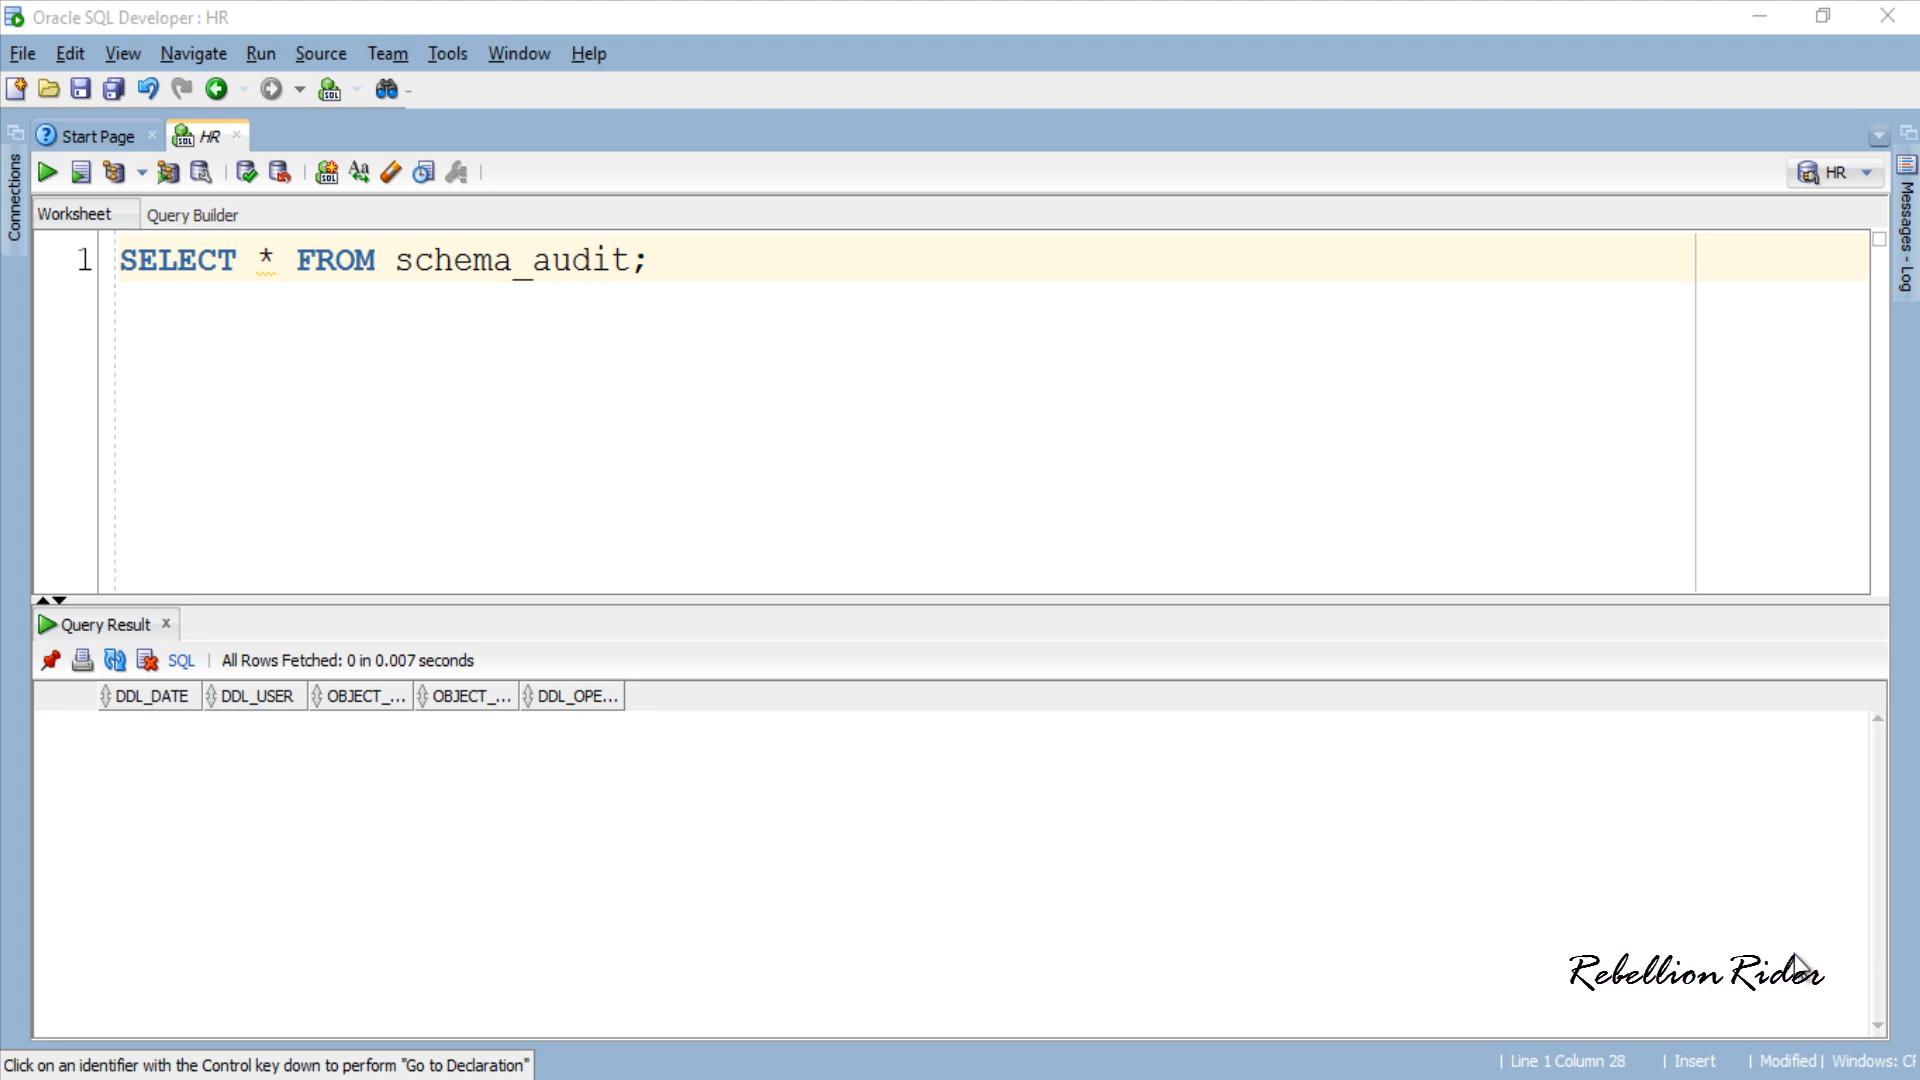 Oracle SQL Developer : HR
File Edit View Navigate Run Source Team Tools Window Help
Start Page HR
Connections
HR
Messages - Log
Worksheet Query Builder
1 SELECT * FROM schema_audit;
Query Result
SQL All Rows Fetched: 0 in 0.007 seconds
DDL_DATE DDL_USER OBJECT_... OBJECT_... DDL_OPE...
Rebellion Rider
Click on an identifier with the Control key down to perform "Go to Declaration"
| Line 1 Column 28 | Insert | Modified | Windows: CF